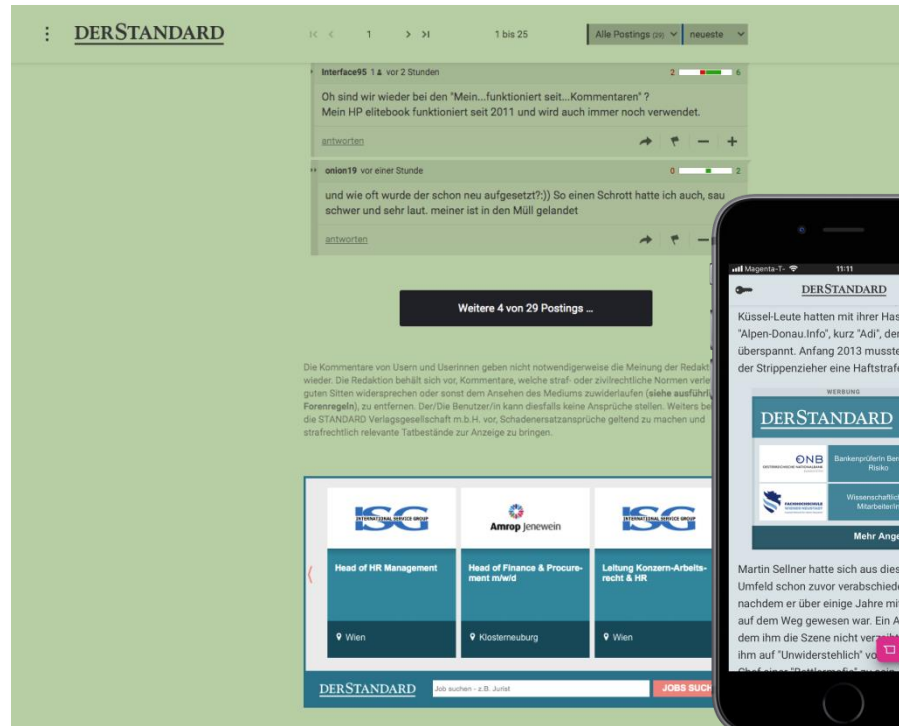 DERSTANDARD
1
1 bis 25
Alle Postings (29)
neueste
Interface95 1 vor 2 Stunden
2
6
Oh sind wir wieder bei den "Mein...funktioniert seit...Kommentaren" ?
Mein HP elitebook funktioniert seit 2011 und wird auch immer noch verwendet.
antworten
onion19 vor einer Stunde
0
2
und wie oft wurde der schon neu aufgesetzt?:)) So einen Schrott hatte ich auch, sau
schwer und sehr laut. meiner ist in den Müll gelandet
antworten
Weitere 4 von 29 Postings ...
Die Kommentare von Usern und Userinnen geben nicht notwendigerweise die Meinung der Redakt
wieder. Die Redaktion behält sich vor, Kommentare, welche straf- oder zivilrechtliche Normen verle
guten Sitten widersprechen oder sonst dem Ansehen des Mediums zuwiderlaufen (siehe ausführli
Forenregeln), zu entfernen. Der/Die Benutzer/in kann diesfalls keine Ansprüche stellen. Weiters be
die STANDARD Verlagsgesellschaft m.b.H. vor, Schadenersatzansprüche geltend zu machen und
strafrechtlich relevante Tatbestände zur Anzeige zu bringen.
ISG
INTERNATIONAL SERVICE GROUP
Head of HR Management
Wien
Amrop Jenewein
Head of Finance & Procure-
ment m/w/d
Klosterneuburg
ISG
INTERNATIONAL SERVICE GROUP
Leitung Konzern-Arbeits-
recht & HR
Wien
DERSTANDARD
Job suchen - z.B. Jurist
JOBS SUCH
Magenta-T-
11:11
DERSTANDARD
Küssel-Leute hatten mit ihrer Has
"Alpen-Donau.Info", kurz "Adi", der
überspannt. Anfang 2013 musste
der Strippenzieher eine Haftstrafe
WERBUNG
DERSTANDARD
ÖNB
Bankenprüferin Ber
Risiko
FACHHOCHSCHULE
WIENER NEUSTADT
Wissenschaftlich
Mitarbeiter/in
Mehr Ange
Martin Sellner hatte sich aus dies
Umfeld schon zuvor verabschiede
nachdem er über einige Jahre mi
auf dem Weg gewesen war. Ein A
dem ihm die Szene nicht
ihm auf "Unwiderstehlich" vo